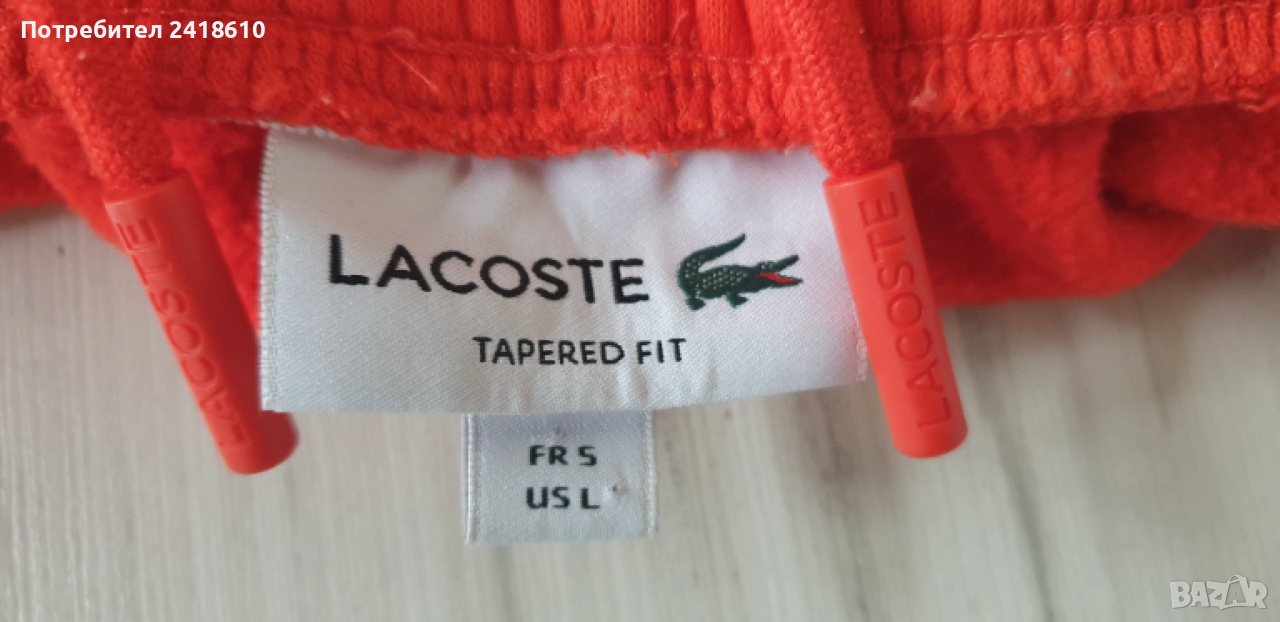 Потребител 2418610
LACOSTE
LACOSTE
LACOSTE
TAPERED FIT
FR 5
US L
BAZAR